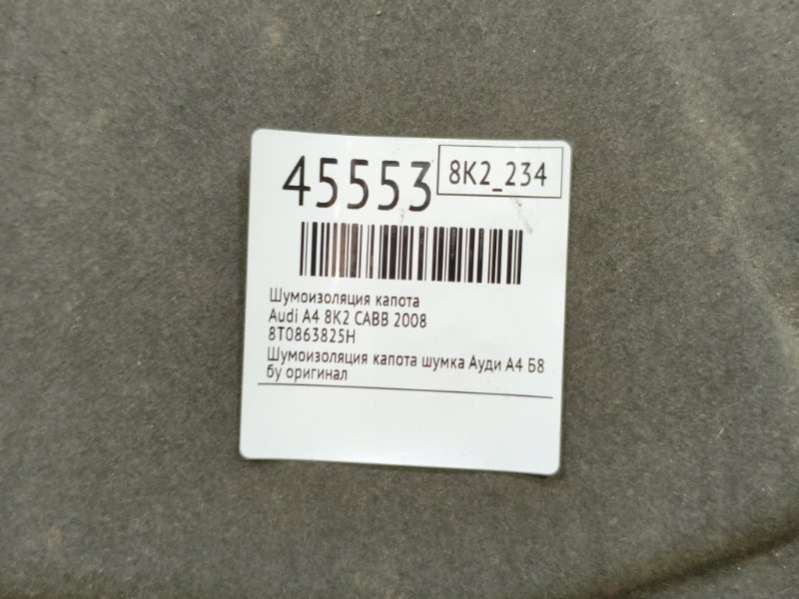 45553
8K2_234
Шумоизоляция капота
Audi A4 8K2 CABB 2008
8T0863825H
Шумоизоляция капота шумка Ауди А4 Б8
бу оригинал